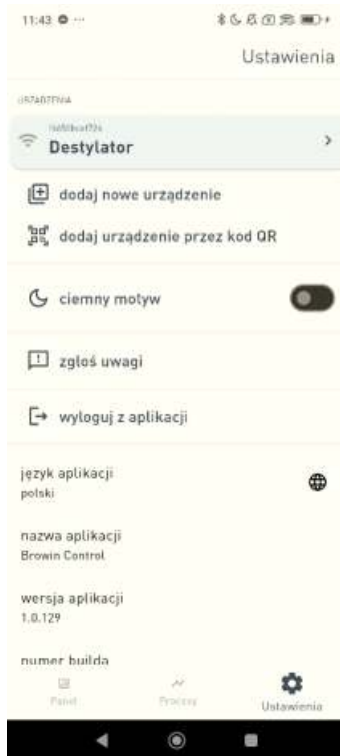 11:43
Ustawienia
URZĄDZENIA
Destylator
dodaj nowe urządzenie
dodaj urządzenie przez kod QR
ciemny motyw
zgłoś uwagi
wyloguj z aplikacji
język aplikacji
polski
nazwa aplikacji
Browin Control
wersja aplikacji
1.0.129
numer builda
Panel
Procesy
Ustawienia